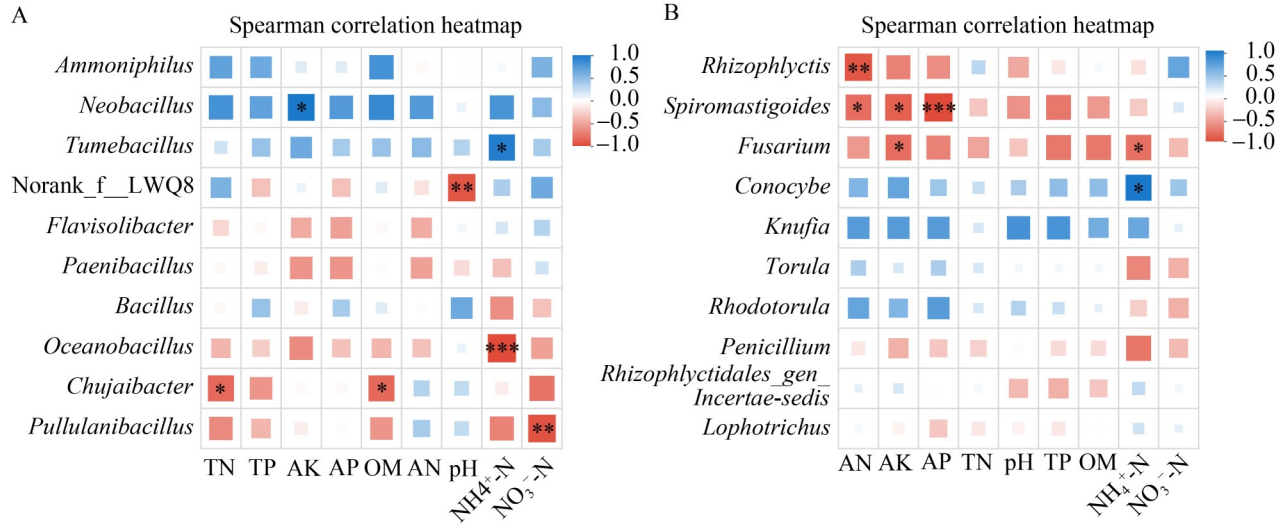 A
Spearman correlation heatmap
Ammoniphilus
Neobacillus
*
Tumebacillus
*
Norank_f__LWQ8
**
Flavisolibacter
Paenibacillus
Bacillus
Oceanobacillus
***
Chujaibacter
* *
Pullulanibacillus
**
TN TP AK AP OM AN pH NH4⁺-N NO₃⁻-N
1.0
0.5
0.0
−0.5
−1.0
B
Spearman correlation heatmap
Rhizophlyctis
**
Spiromastigoides
* * ***
Fusarium
* *
Conocybe
*
Knufia
Torula
Rhodotorula
Penicillium
Rhizophlyctidales_gen_
Incertae-sedis
Lophotrichus
AN AK AP TN pH TP OM NH₄⁺-N NO₃⁻-N
1.0
0.5
0.0
−0.5
−1.0